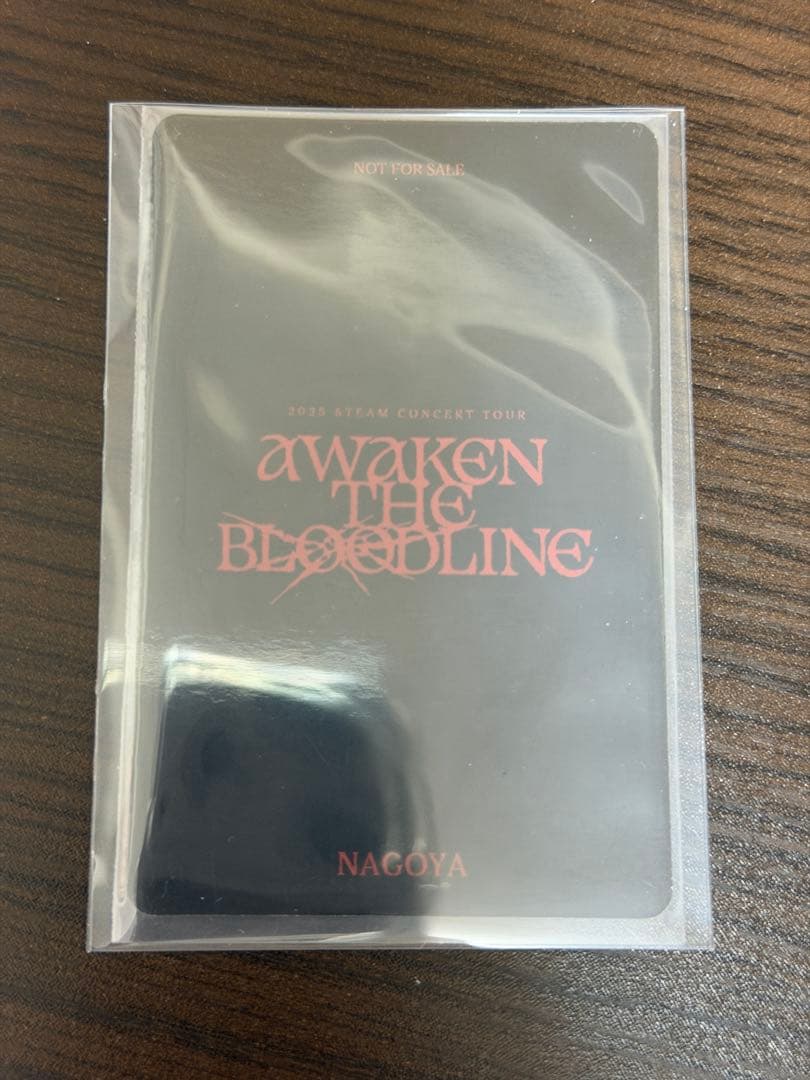 NOT FOR SALE
2025 &TEAM CONCERT TOUR
AWAKEN
THE
BLOODLINE
NAGOYA